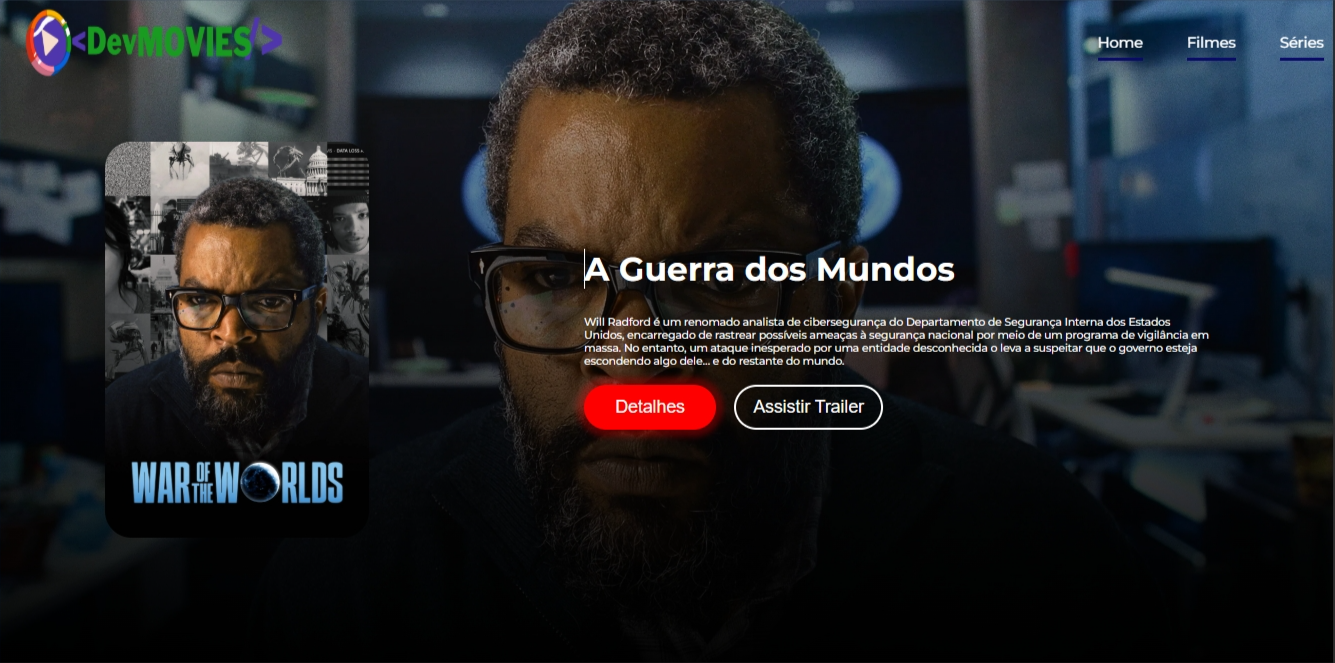 <DevMOVIES/>
Home
Filmes
Séries
DATA LOSS
A Guerra dos Mundos
Will Radford é um renomado analista de cibersegurança do Departamento de Segurança Interna dos Estados
Unidos, encarregado de rastrear possíveis ameaças à segurança nacional por meio de um programa de vigilância em
massa. No entanto, um ataque inesperado por uma entidade desconhecida o leva a suspeitar que o governo esteja
escondendo algo dele... e do restante do mundo.
Detalhes
Assistir Trailer
WAR OF THE WORLDS